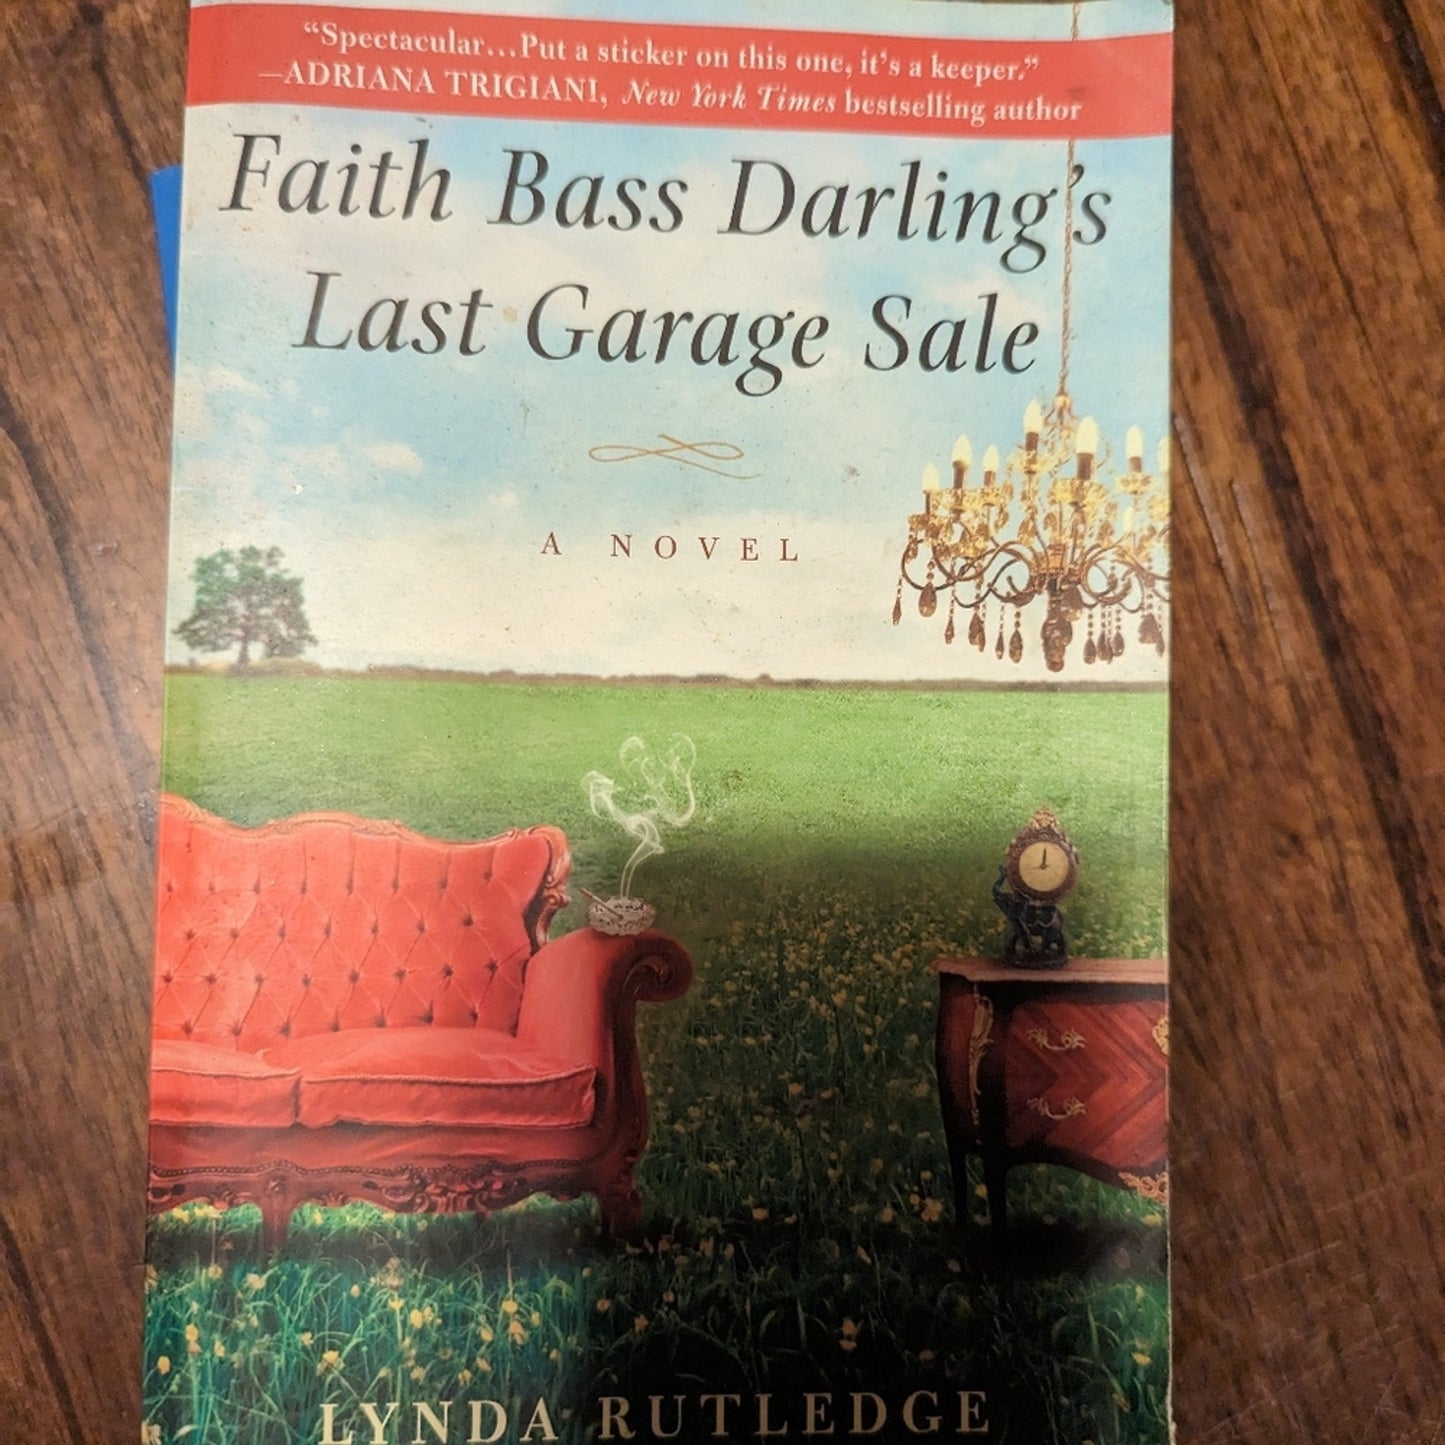 “Spectacular...Put a sticker on this one, it’s a keeper.”
—ADRIANA TRIGIANI, New York Times bestselling author
Faith Bass Darling’s
Last Garage Sale
A NOVEL
LYNDA RUTLEDGE